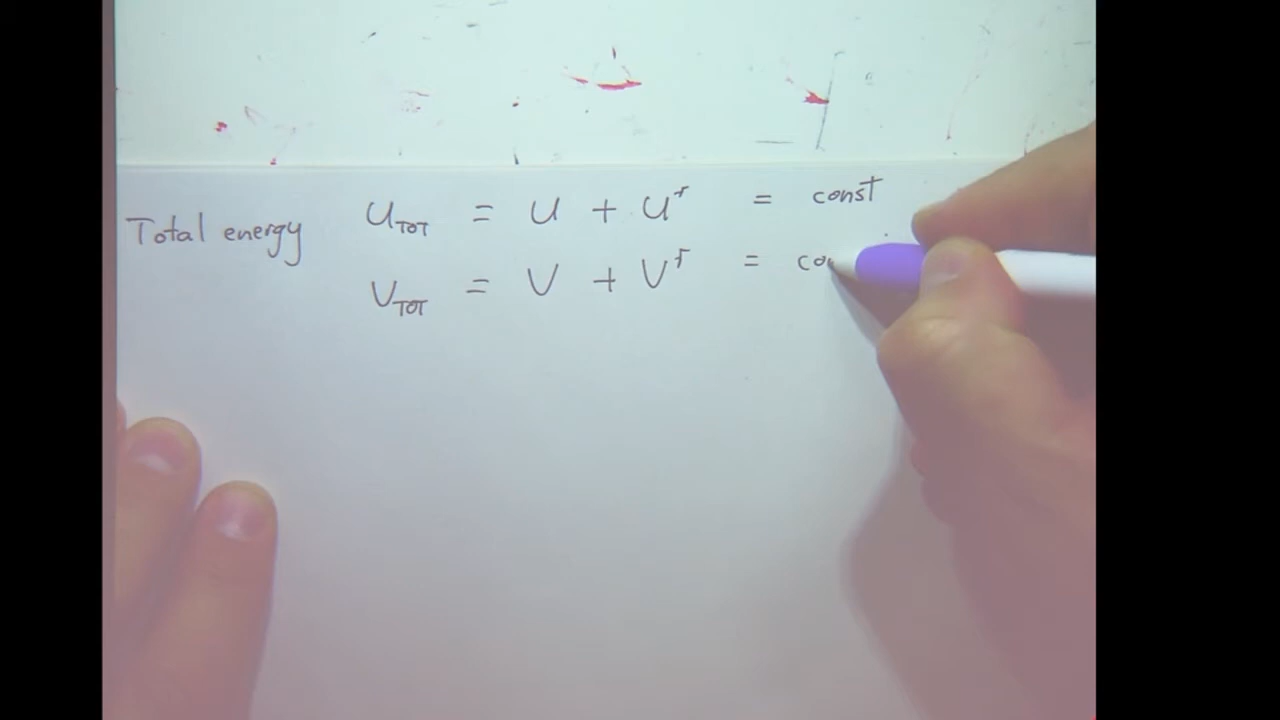 Total energy U_TOT = U + U^r = const
V_TOT = V + V^r = co